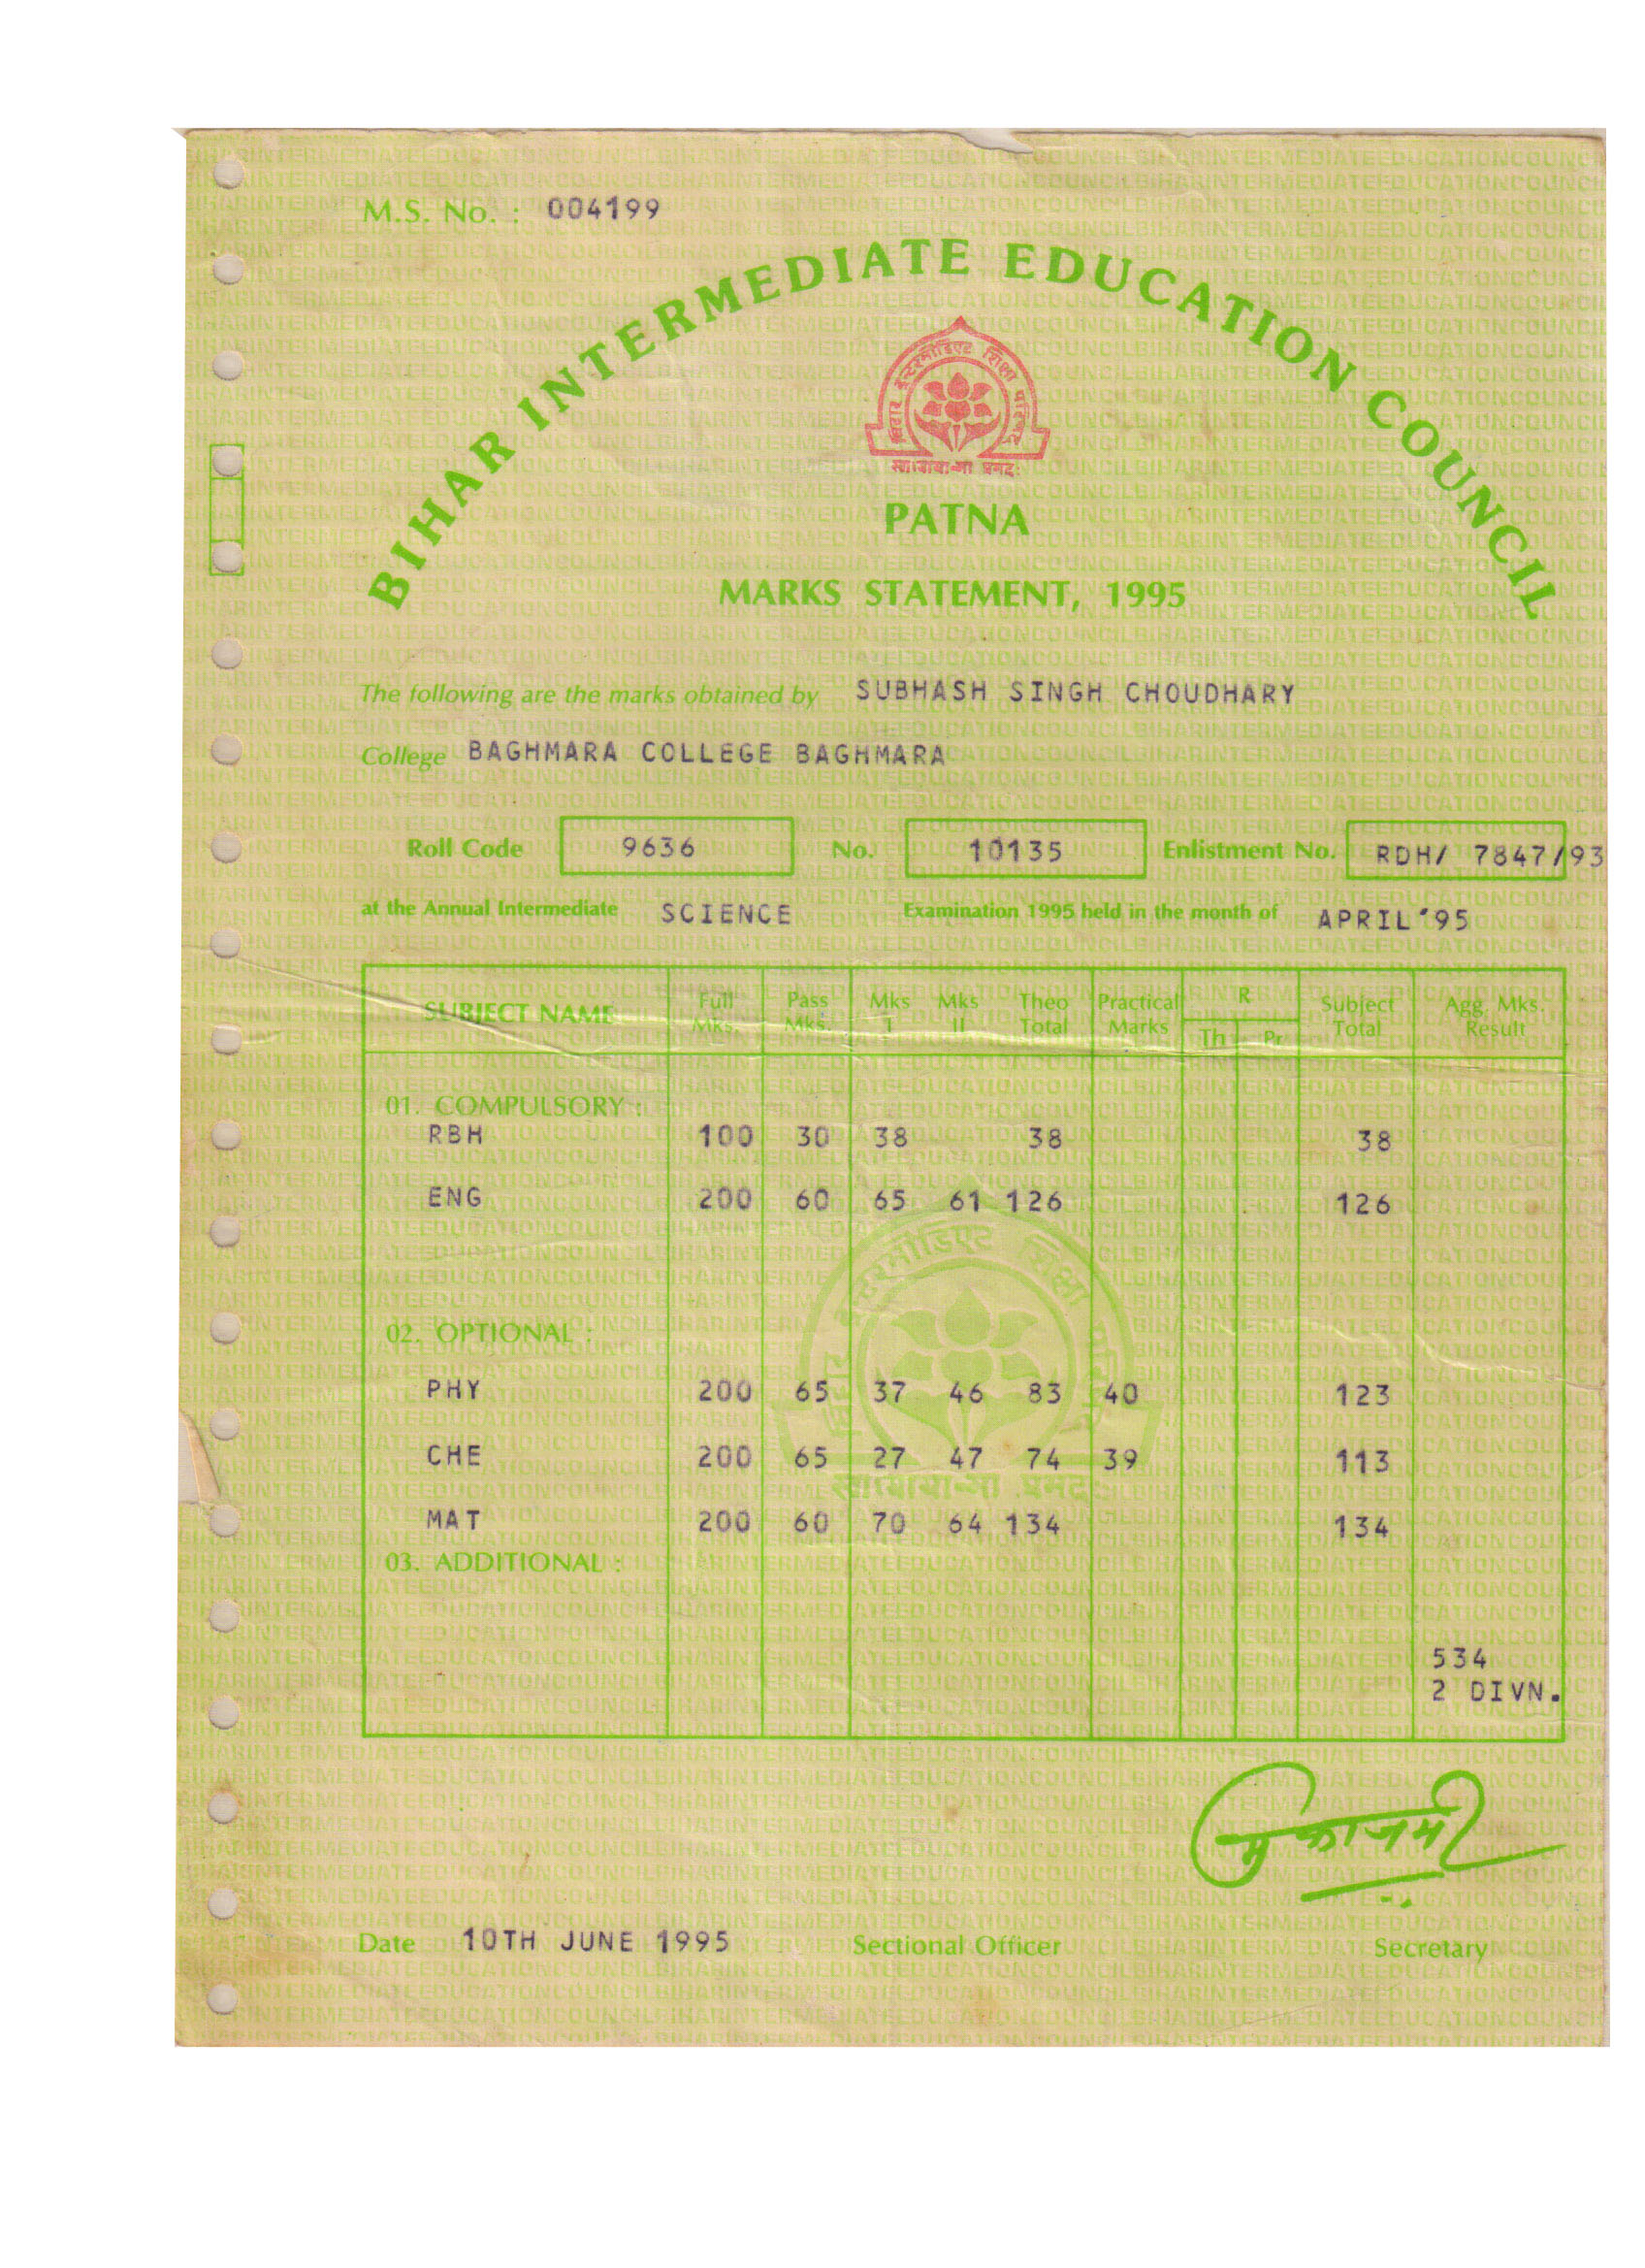 M.S. No. : 004199
BIHAR INTERMEDIATE EDUCATION COUNCIL
बिहार इन्टरमीडिएट शिक्षा परिषद्
PATNA
MARKS STATEMENT, 1995
The following are the marks obtained by SUBHASH SINGH CHOUDHARY
College BAGHMARA COLLEGE BAGHMARA
Roll Code 9636 No. 10135 Enlistment No. RDH/ 7847/93
at the Annual Intermediate SCIENCE Examination 1995 held in the month of APRIL'95
SUBJECT NAME Full Mks. Pass Mks. Mks I Mks II Theo Total Practical Marks R Th Pr Subject Total Agg. Mks. Result
01. COMPULSORY :
RBH 100 30 38 38 38
ENG 200 60 65 61 126 126
02. OPTIONAL :
PHY 200 65 37 46 83 40 123
CHE 200 65 27 47 74 39 113
MAT 200 60 70 64 134 134
03. ADDITIONAL :
534
2 DIVN.
Date 10TH JUNE 1995 Sectional Officer Secretary